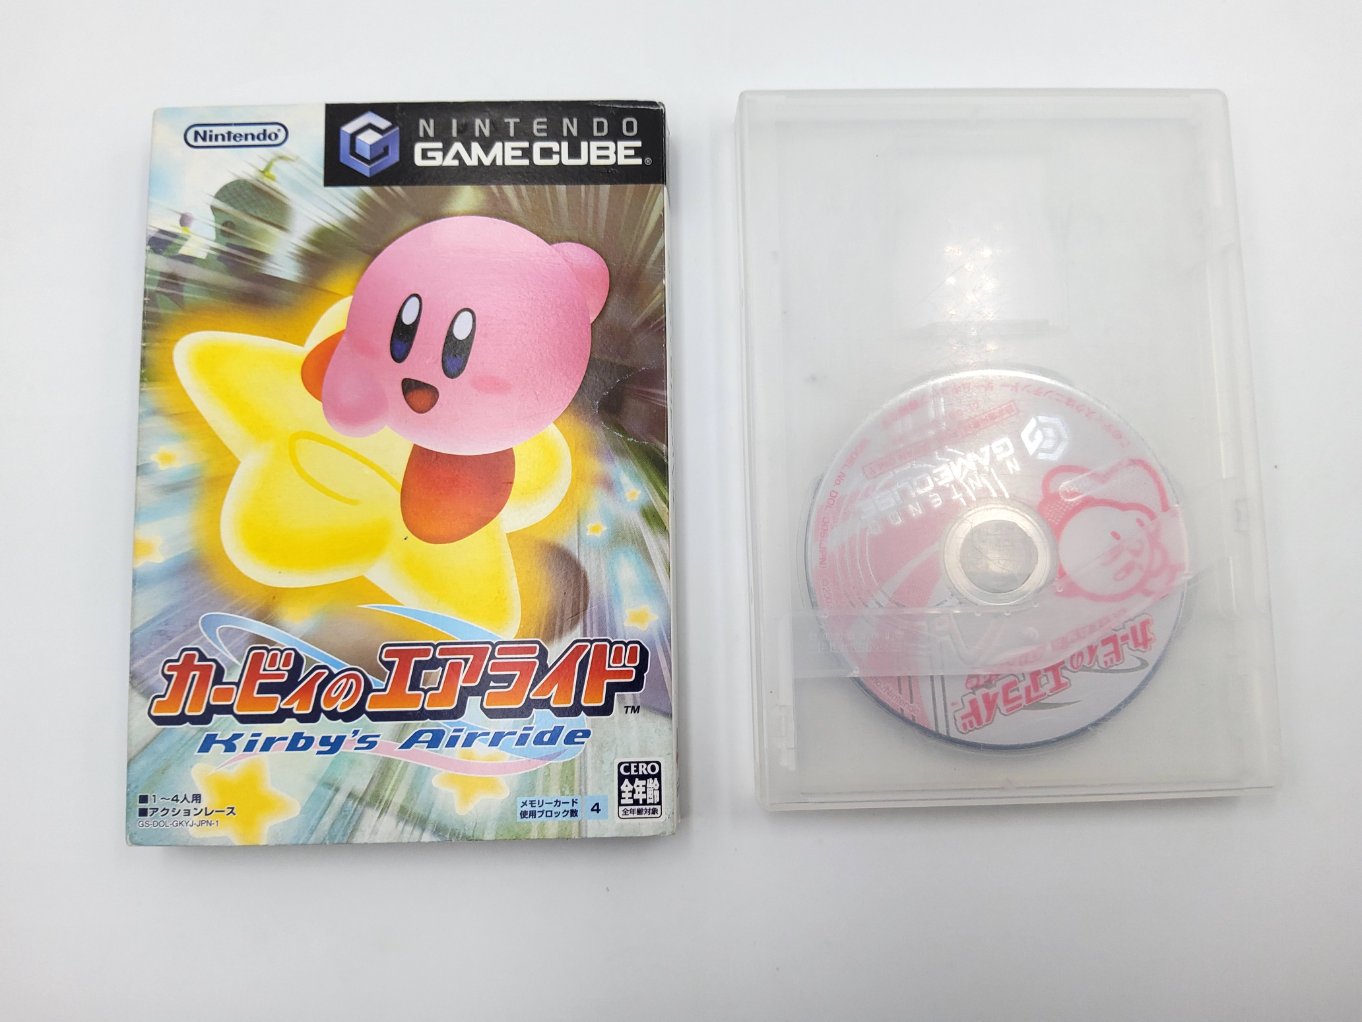 Nintendo
NINTENDO
GAMECUBE
カービィの エアライド™
Kirby's Airride
■1～4人用
■アクションレース
GS-DOL-GKYJ-JPN-1
メモリーカード
使用ブロック数 4
CERO
全年齢
全年齢対象
NINTENDO
GAMECUBE
カービィの
エアライド